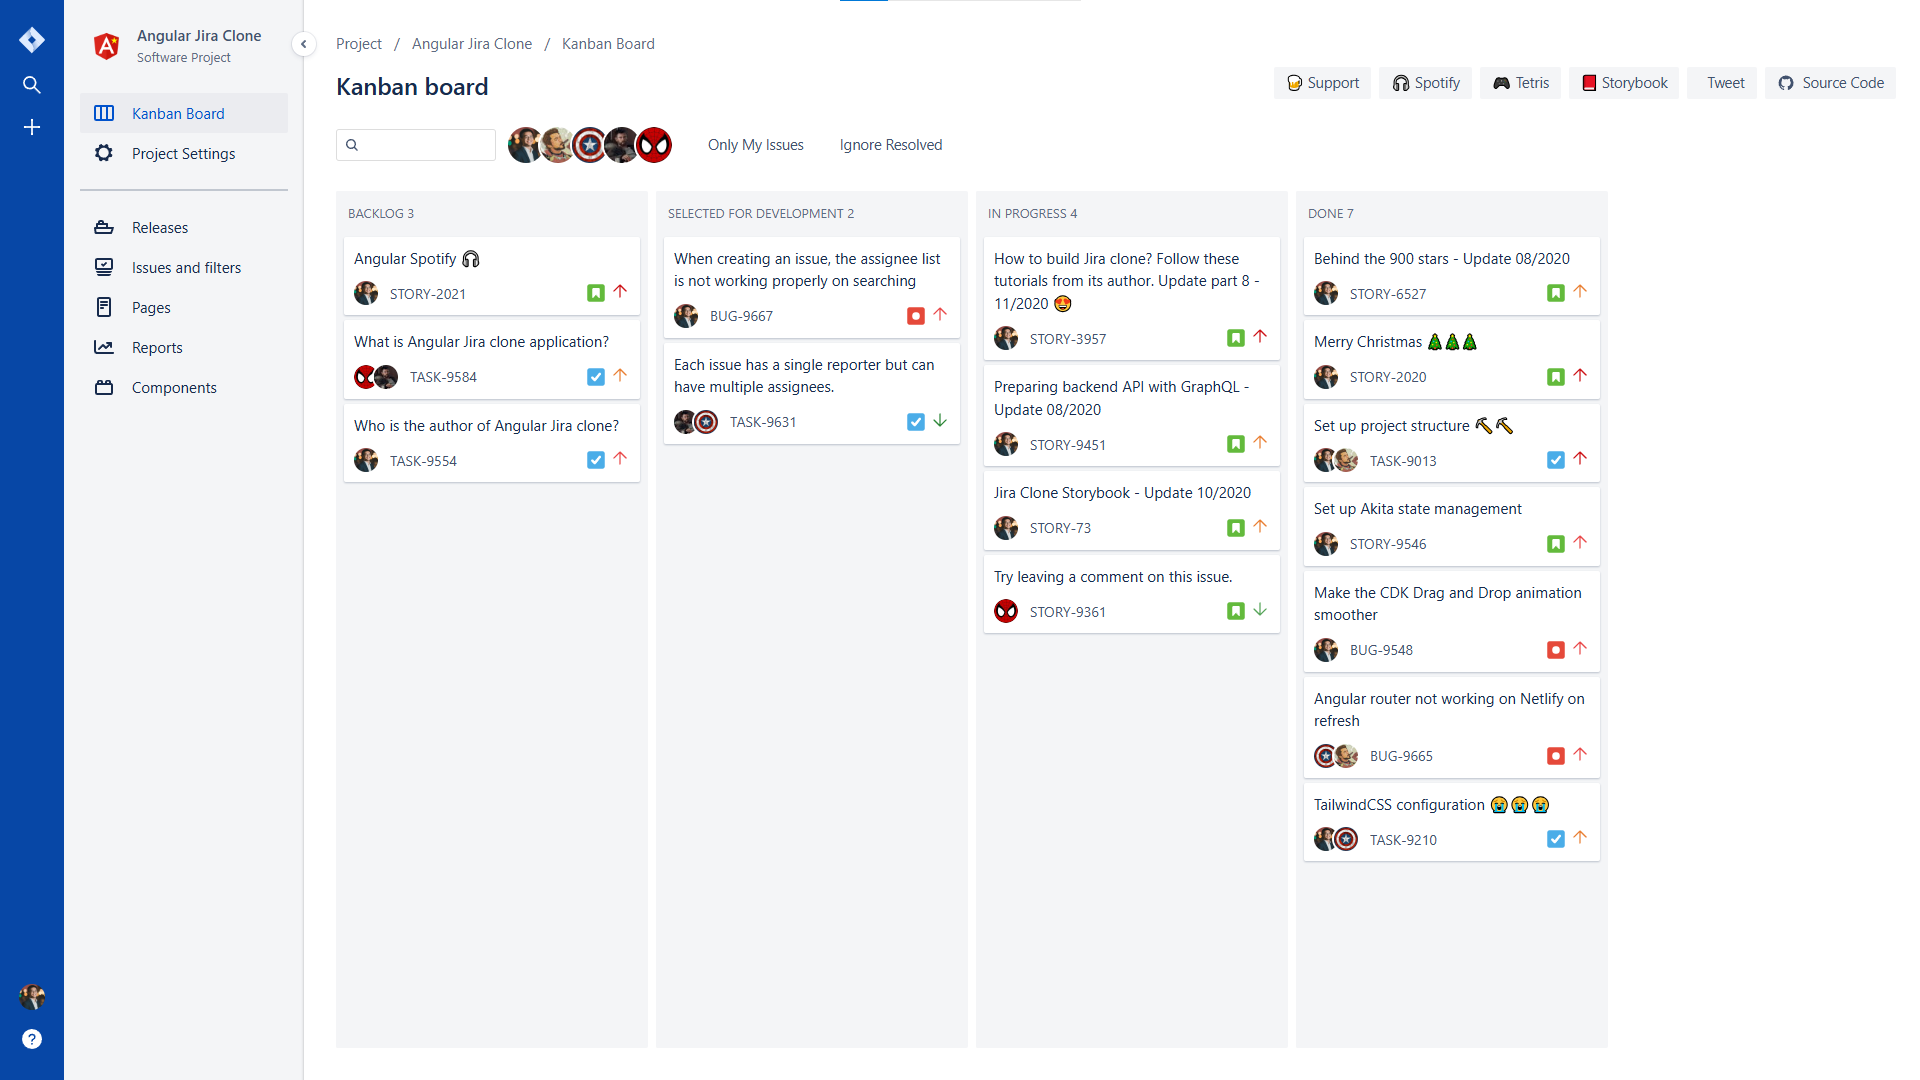 Angular Jira Clone
Software Project
Kanban Board
Project Settings
Releases
Issues and filters
Pages
Reports
Components
?
Project / Angular Jira Clone / Kanban Board
Kanban board
Support
Spotify
Tetris
Storybook
Tweet
Source Code
Only My Issues
Ignore Resolved
BACKLOG 3
Angular Spotify 🎧
STORY-2021
What is Angular Jira clone application?
TASK-9584
Who is the author of Angular Jira clone?
TASK-9554
SELECTED FOR DEVELOPMENT 2
When creating an issue, the assignee list
is not working properly on searching
BUG-9667
Each issue has a single reporter but can
have multiple assignees.
TASK-9631
IN PROGRESS 4
How to build Jira clone? Follow these
tutorials from its author. Update part 8 -
11/2020 😍
STORY-3957
Preparing backend API with GraphQL -
Update 08/2020
STORY-9451
Jira Clone Storybook - Update 10/2020
STORY-73
Try leaving a comment on this issue.
STORY-9361
DONE 7
Behind the 900 stars - Update 08/2020
STORY-6527
Merry Christmas 🎄🎄🎄
STORY-2020
Set up project structure 🔨🔨
TASK-9013
Set up Akita state management
STORY-9546
Make the CDK Drag and Drop animation
smoother
BUG-9548
Angular router not working on Netlify on
refresh
BUG-9665
TailwindCSS configuration 😭😭😭
TASK-9210